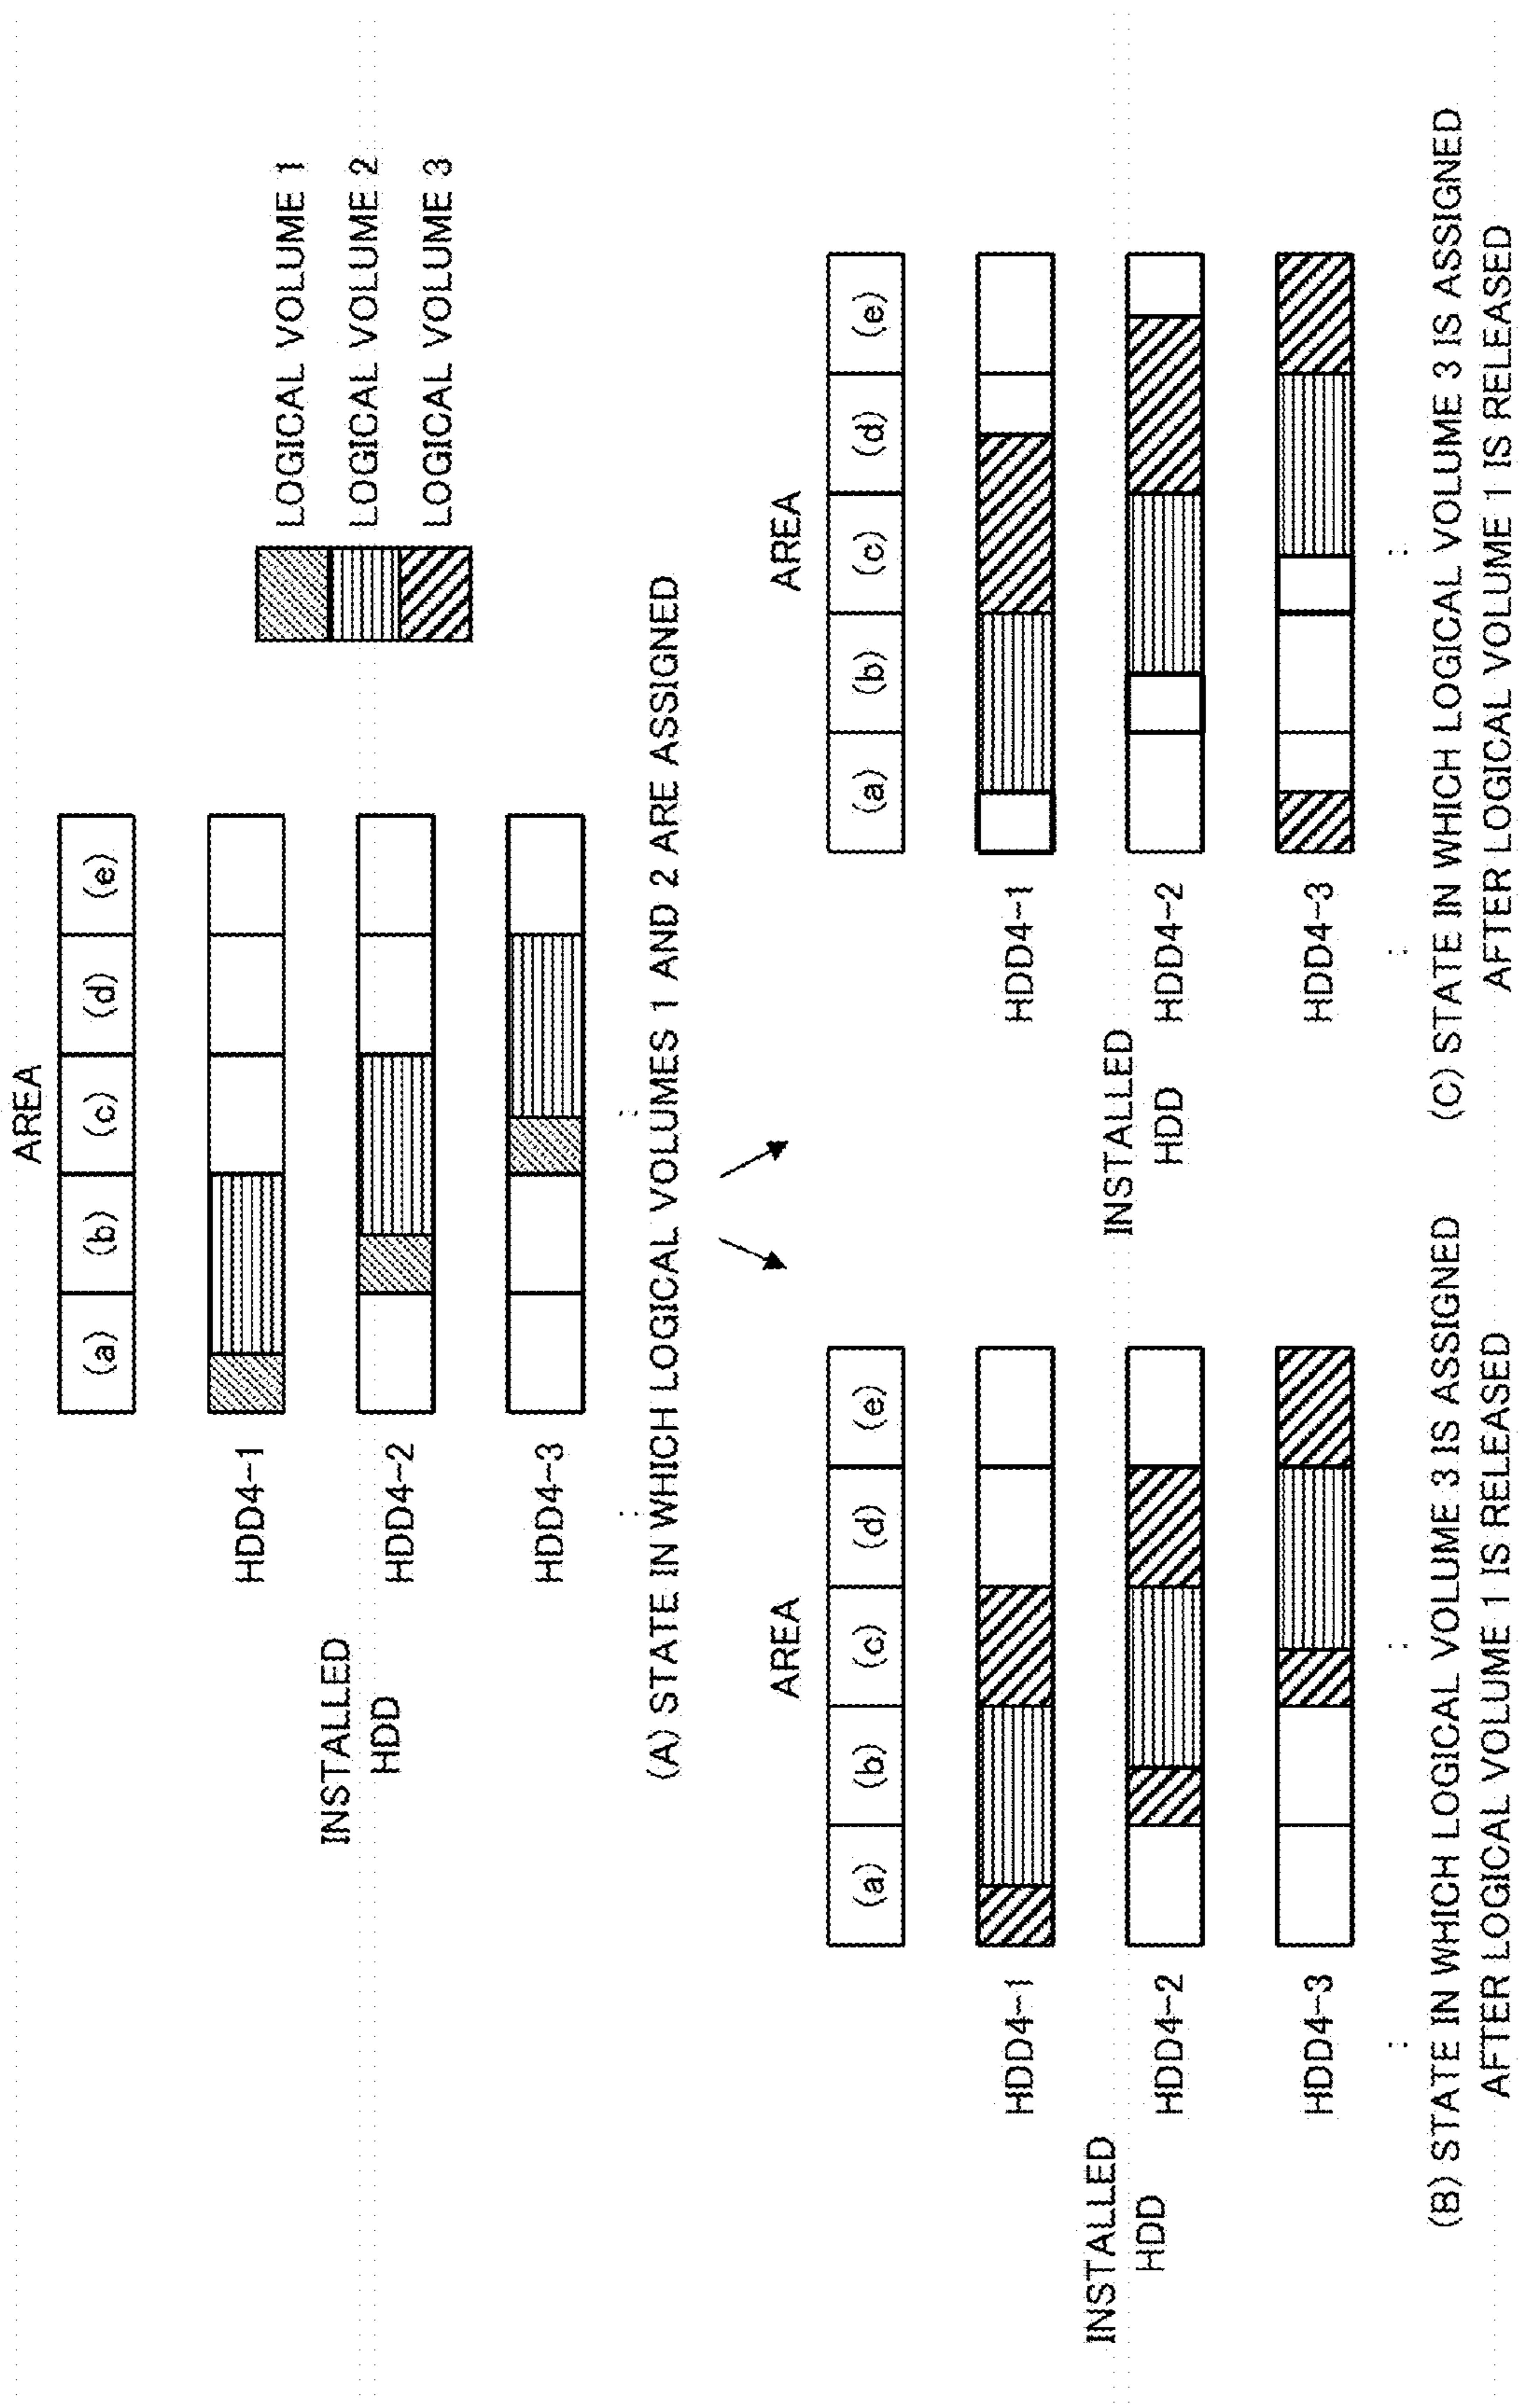 AREA
(a) (b) (c) (d) (e)
INSTALLED
HDD
HDD4-1
HDD4-2
HDD4-3
LOGICAL VOLUME 1
LOGICAL VOLUME 2
LOGICAL VOLUME 3
(A) STATE IN WHICH LOGICAL VOLUMES 1 AND 2 ARE ASSIGNED
AREA
(a) (b) (c) (d) (e)
INSTALLED
HDD
HDD4-1
HDD4-2
HDD4-3
(B) STATE IN WHICH LOGICAL VOLUME 3 IS ASSIGNED
AFTER LOGICAL VOLUME 1 IS RELEASED
AREA
(a) (b) (c) (d) (e)
INSTALLED
HDD
HDD4-1
HDD4-2
HDD4-3
(C) STATE IN WHICH LOGICAL VOLUME 3 IS ASSIGNED
AFTER LOGICAL VOLUME 1 IS RELEASED